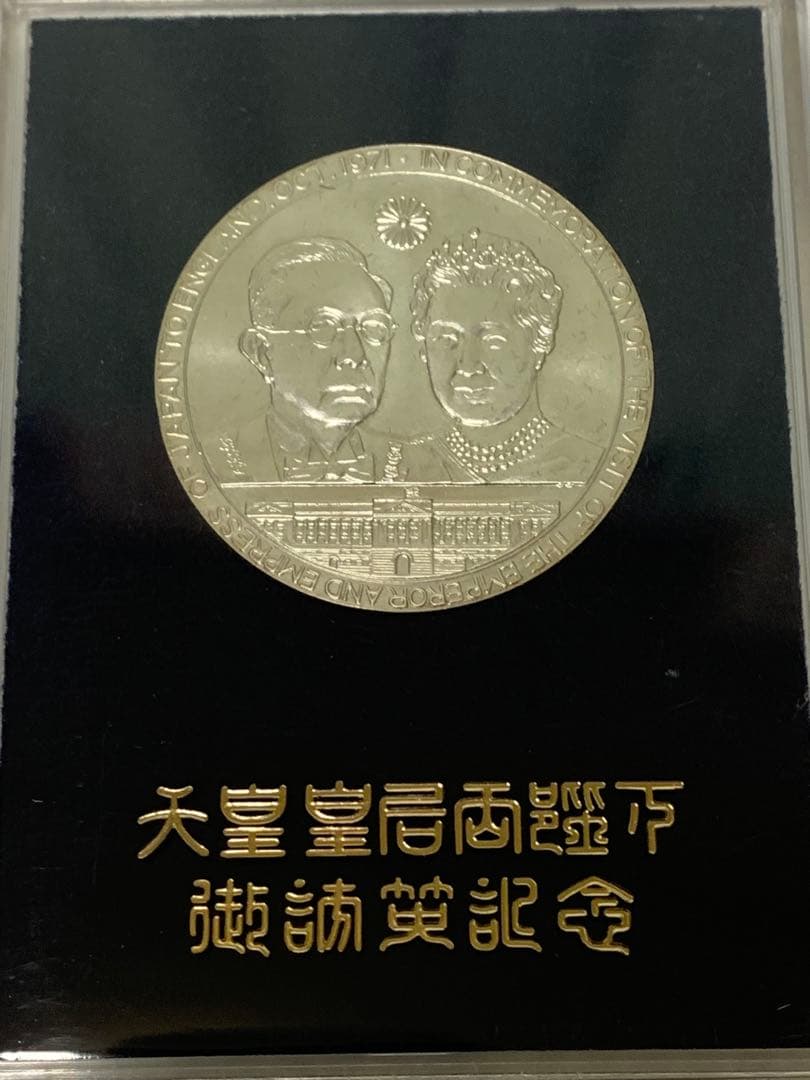 IN COMMEMORATION OF THE VISIT OF THE EMPEROR AND EMPRESS OF JAPAN TO ENGLAND, OCT, 1971 ·
天皇皇后両陛下
御訪英記念